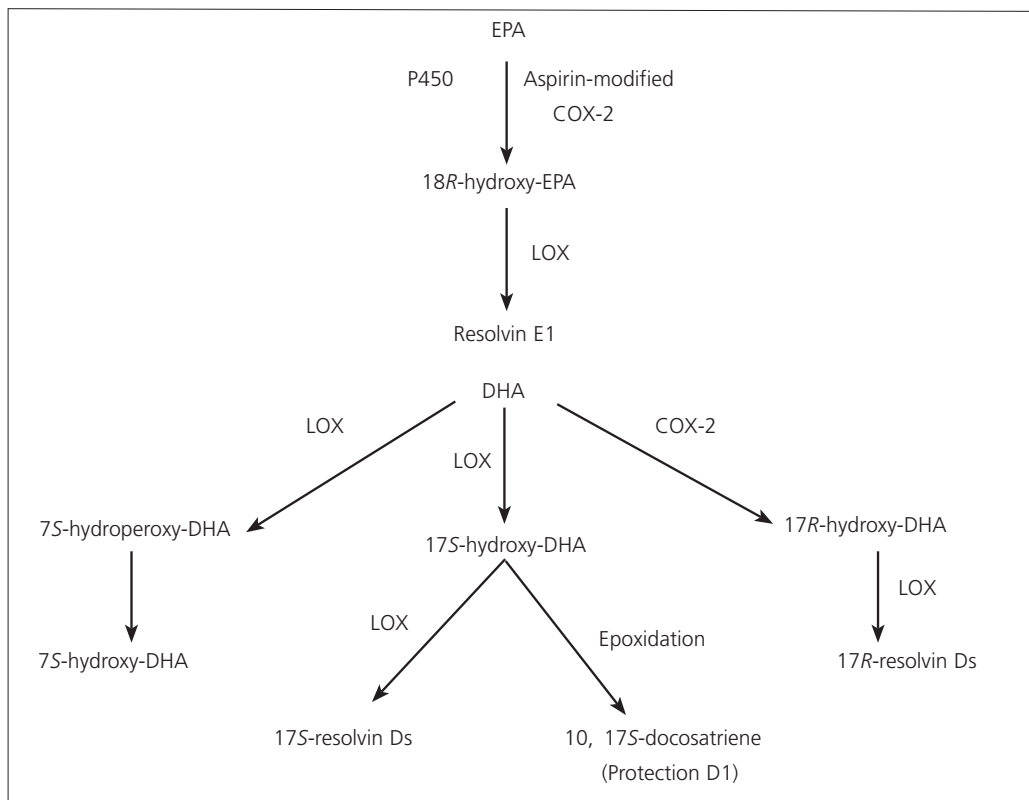 EPA
P450 Aspirin-modified
COX-2
18R-hydroxy-EPA
LOX
Resolvin E1
DHA
LOX
LOX
COX-2
7S-hydroperoxy-DHA
17S-hydroxy-DHA
17R-hydroxy-DHA
LOX
LOX
Epoxidation
7S-hydroxy-DHA
17R-resolvin Ds
17S-resolvin Ds
10, 17S-docosatriene
(Protection D1)